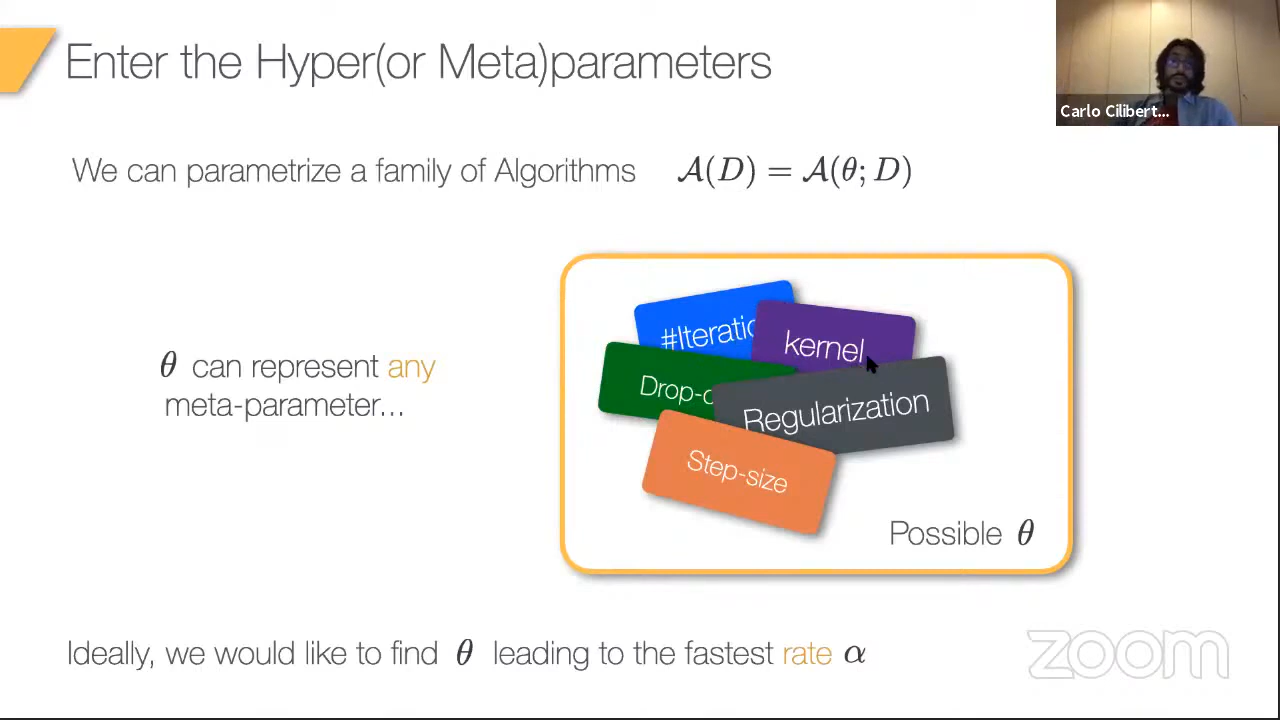 Enter the Hyper(or Meta)parameters
Carlo Cilibert...
We can parametrize a family of Algorithms 𝒜(D) = 𝒜(θ; D)
#Iteratio
kernel
Drop-o
Regularization
θ can represent any
meta-parameter...
Step-size
Possible θ
Ideally, we would like to find θ leading to the fastest rate α
zoom